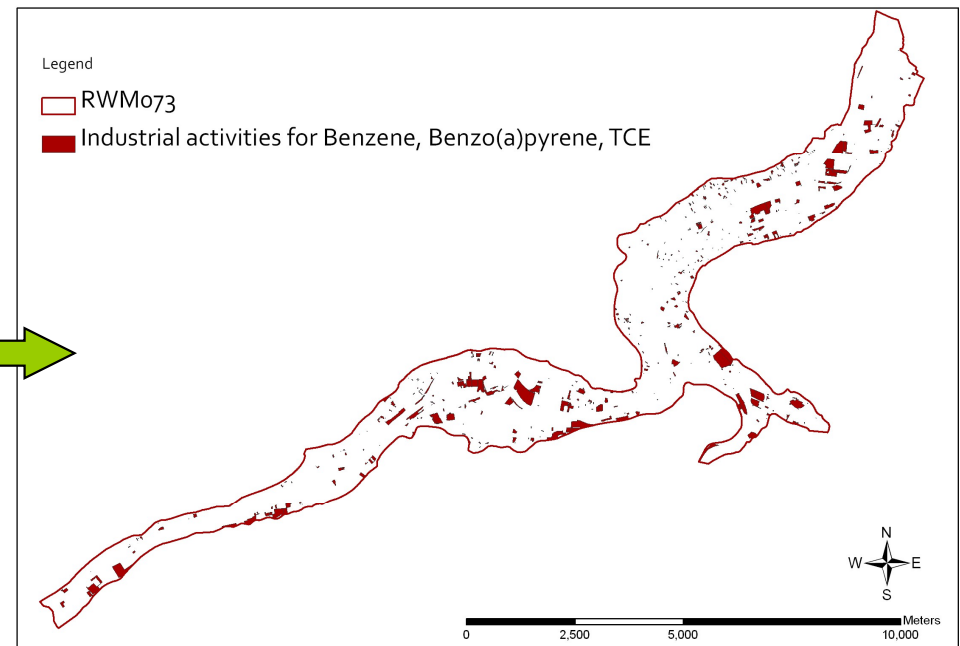 Legend
RWM073
Industrial activities for Benzene, Benzo(a)pyrene, TCE
N
W E
S
Meters
0 2,500 5,000 10,000